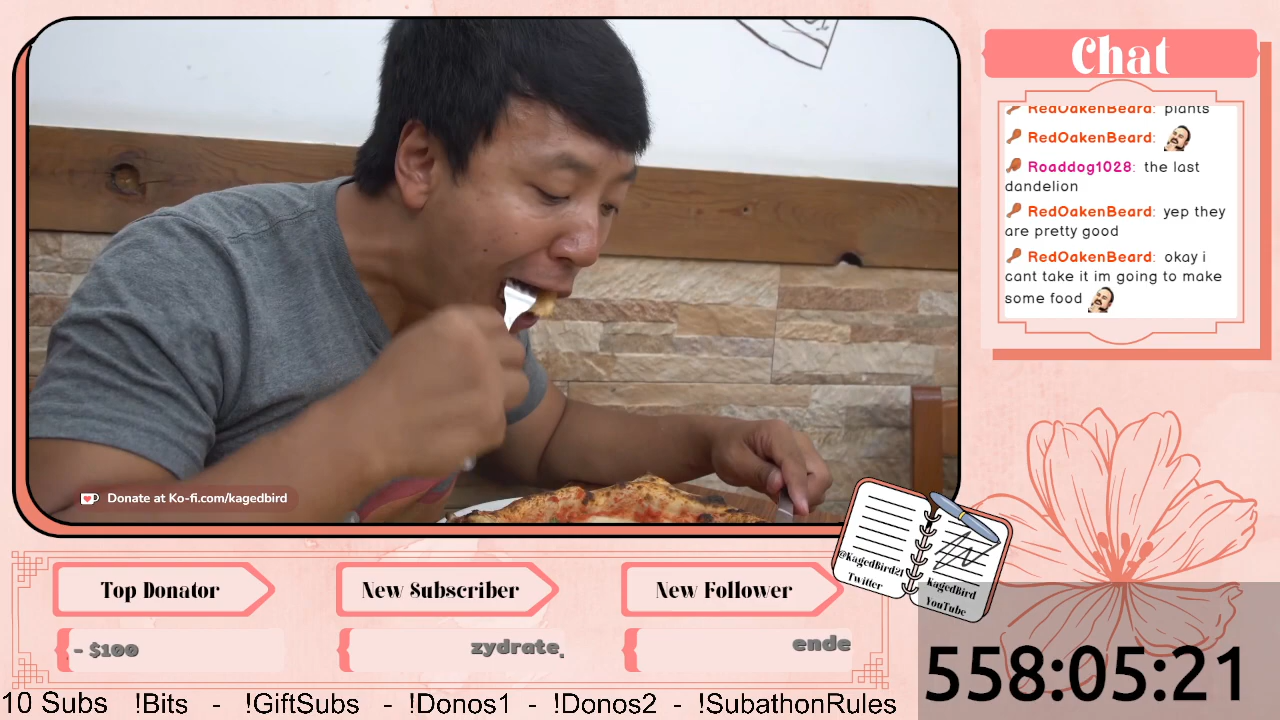 Chat
RedOakenBeard: plants
RedOakenBeard:
Roaddog1028: the last
dandelion
RedOakenBeard: yep they
are pretty good
RedOakenBeard: okay i
cant take it im going to make
some food
Donate at Ko-fi.com/kagedbird
@KagedBird21
Twitter
KagedBird
YouTube
Top Donator
New Subscriber
New Follower
- $100
zydrate_
ende
558:05:21
10 Subs !Bits - !GiftSubs - !Donos1 - !Donos2 - !SubathonRules